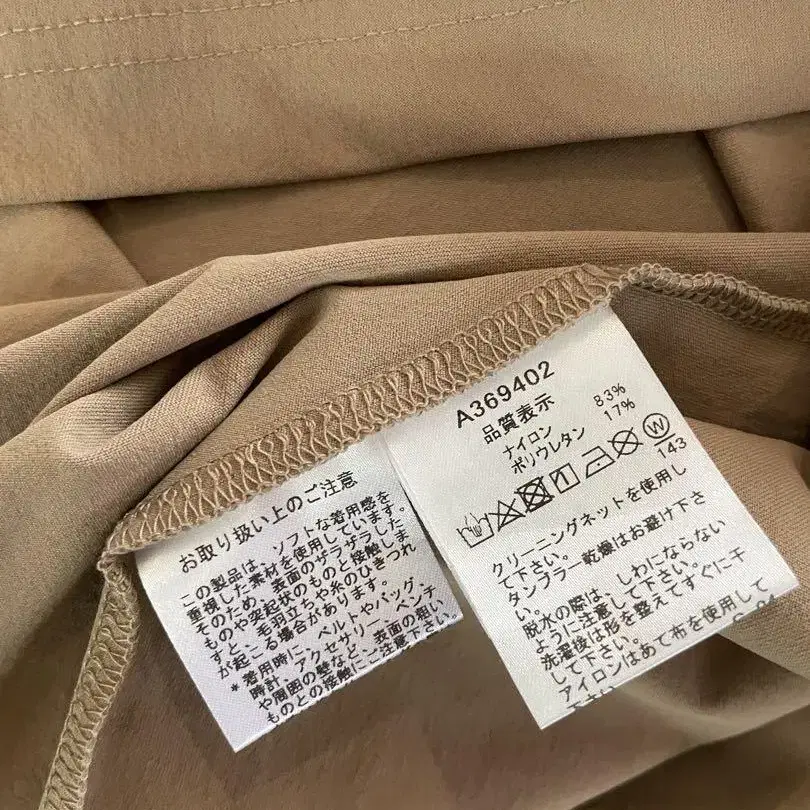 お取り扱い上のご注意
この製品は、ソフトな着用感を
重視した素材を使用しています。
そのため、表面のザラザラした
ものや突起状のものと接触しま
すと、毛羽立ちや糸のひきつれ
が起こる場合があります。
*着用時に、ベルトやバッグ、
時計、アクセサリー、ベンチ
や周囲の壁など、表面の粗い
ものとの接触にご注意下さい。
A369402
品質表示
ナイロン 83%
ポリウレタン 17%
W
143
クリーニングネットを使用し
て下さい。
タンブラー乾燥はお避け下さ
い。
脱水の際は、しわにならない
ように注意して下さい。
洗濯後は形を整えてすぐに干
して下さい。
アイロンはあて布を使用して
下さい。